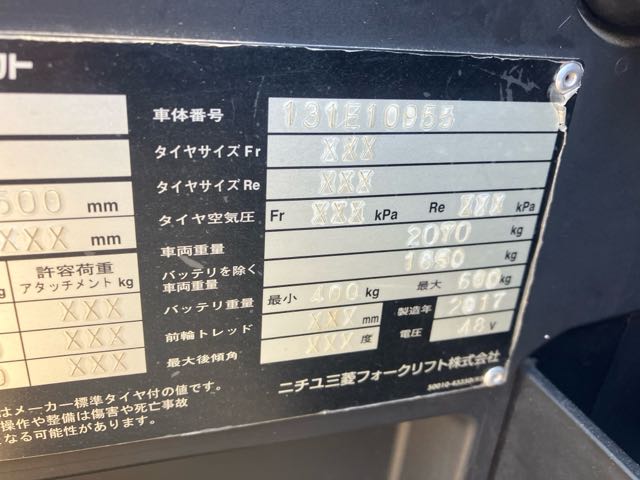 フト
車体番号 131E10955
タイヤサイズ Fr XXX
タイヤサイズ Re XXX
500 mm タイヤ空気圧 Fr XXX kPa Re XXX kPa
XXX mm 車両重量 2070 kg
許容荷重 バッテリを除く
アタッチメント kg 車両重量 kg
XXX バッテリ重量 最小 400 kg 最大 600 kg
XXX 前輪トレッド XXX mm 製造年 2017
XXX 最大後傾角 XXX 度 電圧 48 V
はメーカー標準タイヤ付の値です。 ニチユ三菱フォークリフト株式会社
操作や整備は傷害や死亡事故
なる可能性があります。